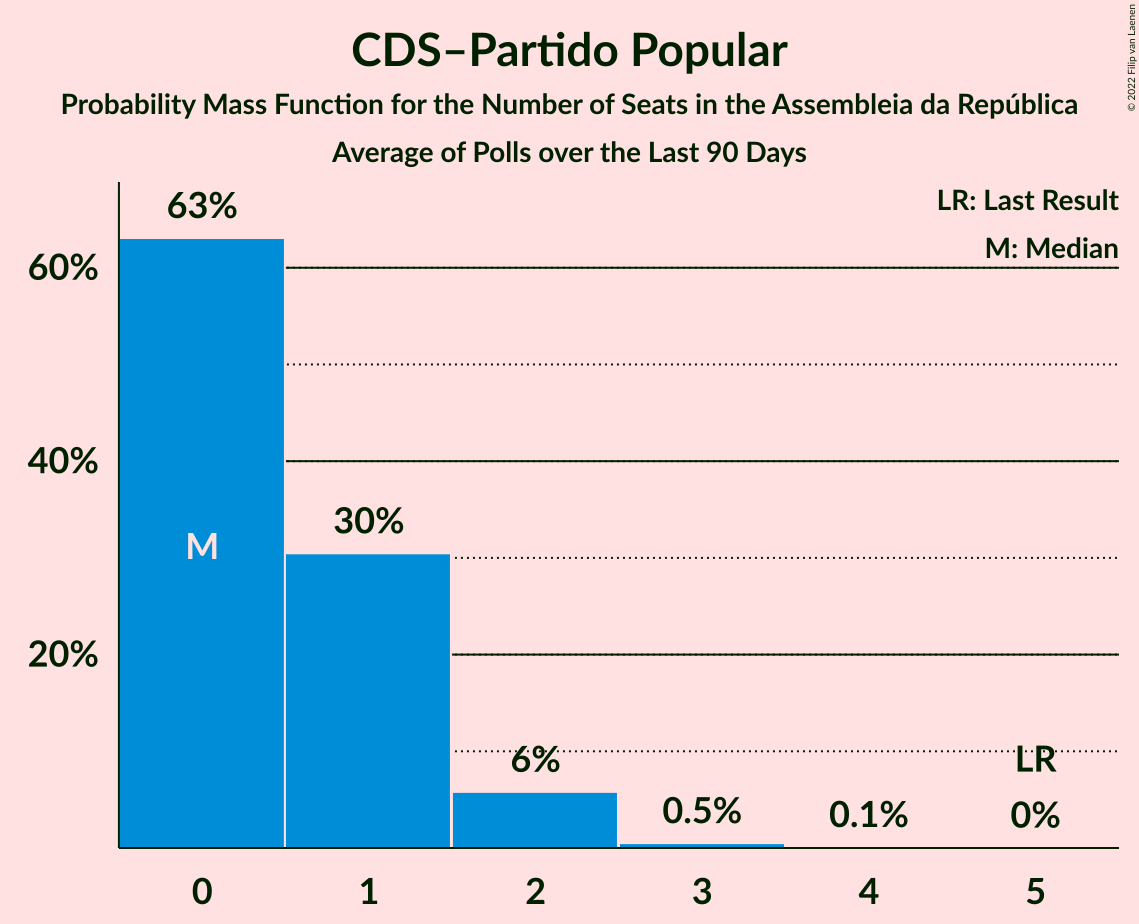 CDS–Partido Popular
Probability Mass Function for the Number of Seats in the Assembleia da República
Average of Polls over the Last 90 Days
© 2022 Filip van Laenen
LR: Last Result
M: Median
63%
60%
40%
30%
M
20%
6%
LR
0.5%
0.1%
0%
0 1 2 3 4 5